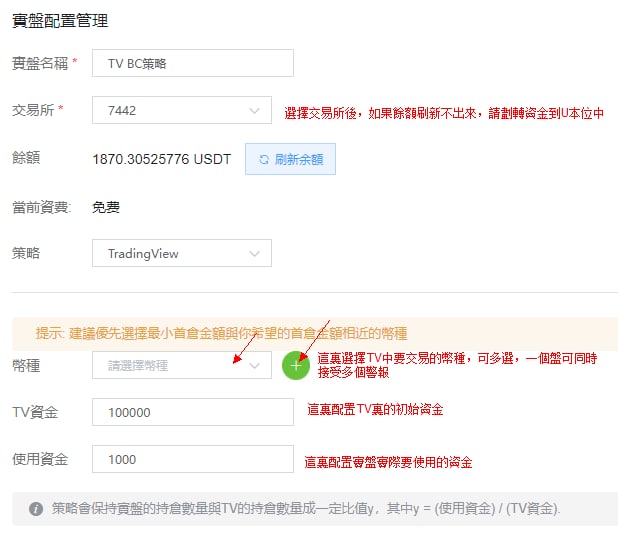 實盤配置管理
實盤名稱 * TV BC策略
交易所 * 7442 選擇交易所後，如果餘額刷新不出來，請劃轉資金到U本位中
餘額 1870.30525776 USDT 刷新余額
當前資費: 免费
策略 TradingView
提示: 建議優先選擇最小首倉金額與你希望的首倉金額相近的幣種
幣種 請選擇幣種 這裏選擇TV中要交易的幣種，可多選，一個盤可同時
接受多個警報
TV資金 100000 這裏配置TV裏的初始資金
使用資金 1000 這裏配置實盤實際要使用的資金
策略會保持實盤的持倉數量與TV的持倉數量成一定比值y，其中y = (使用資金) / (TV資金).